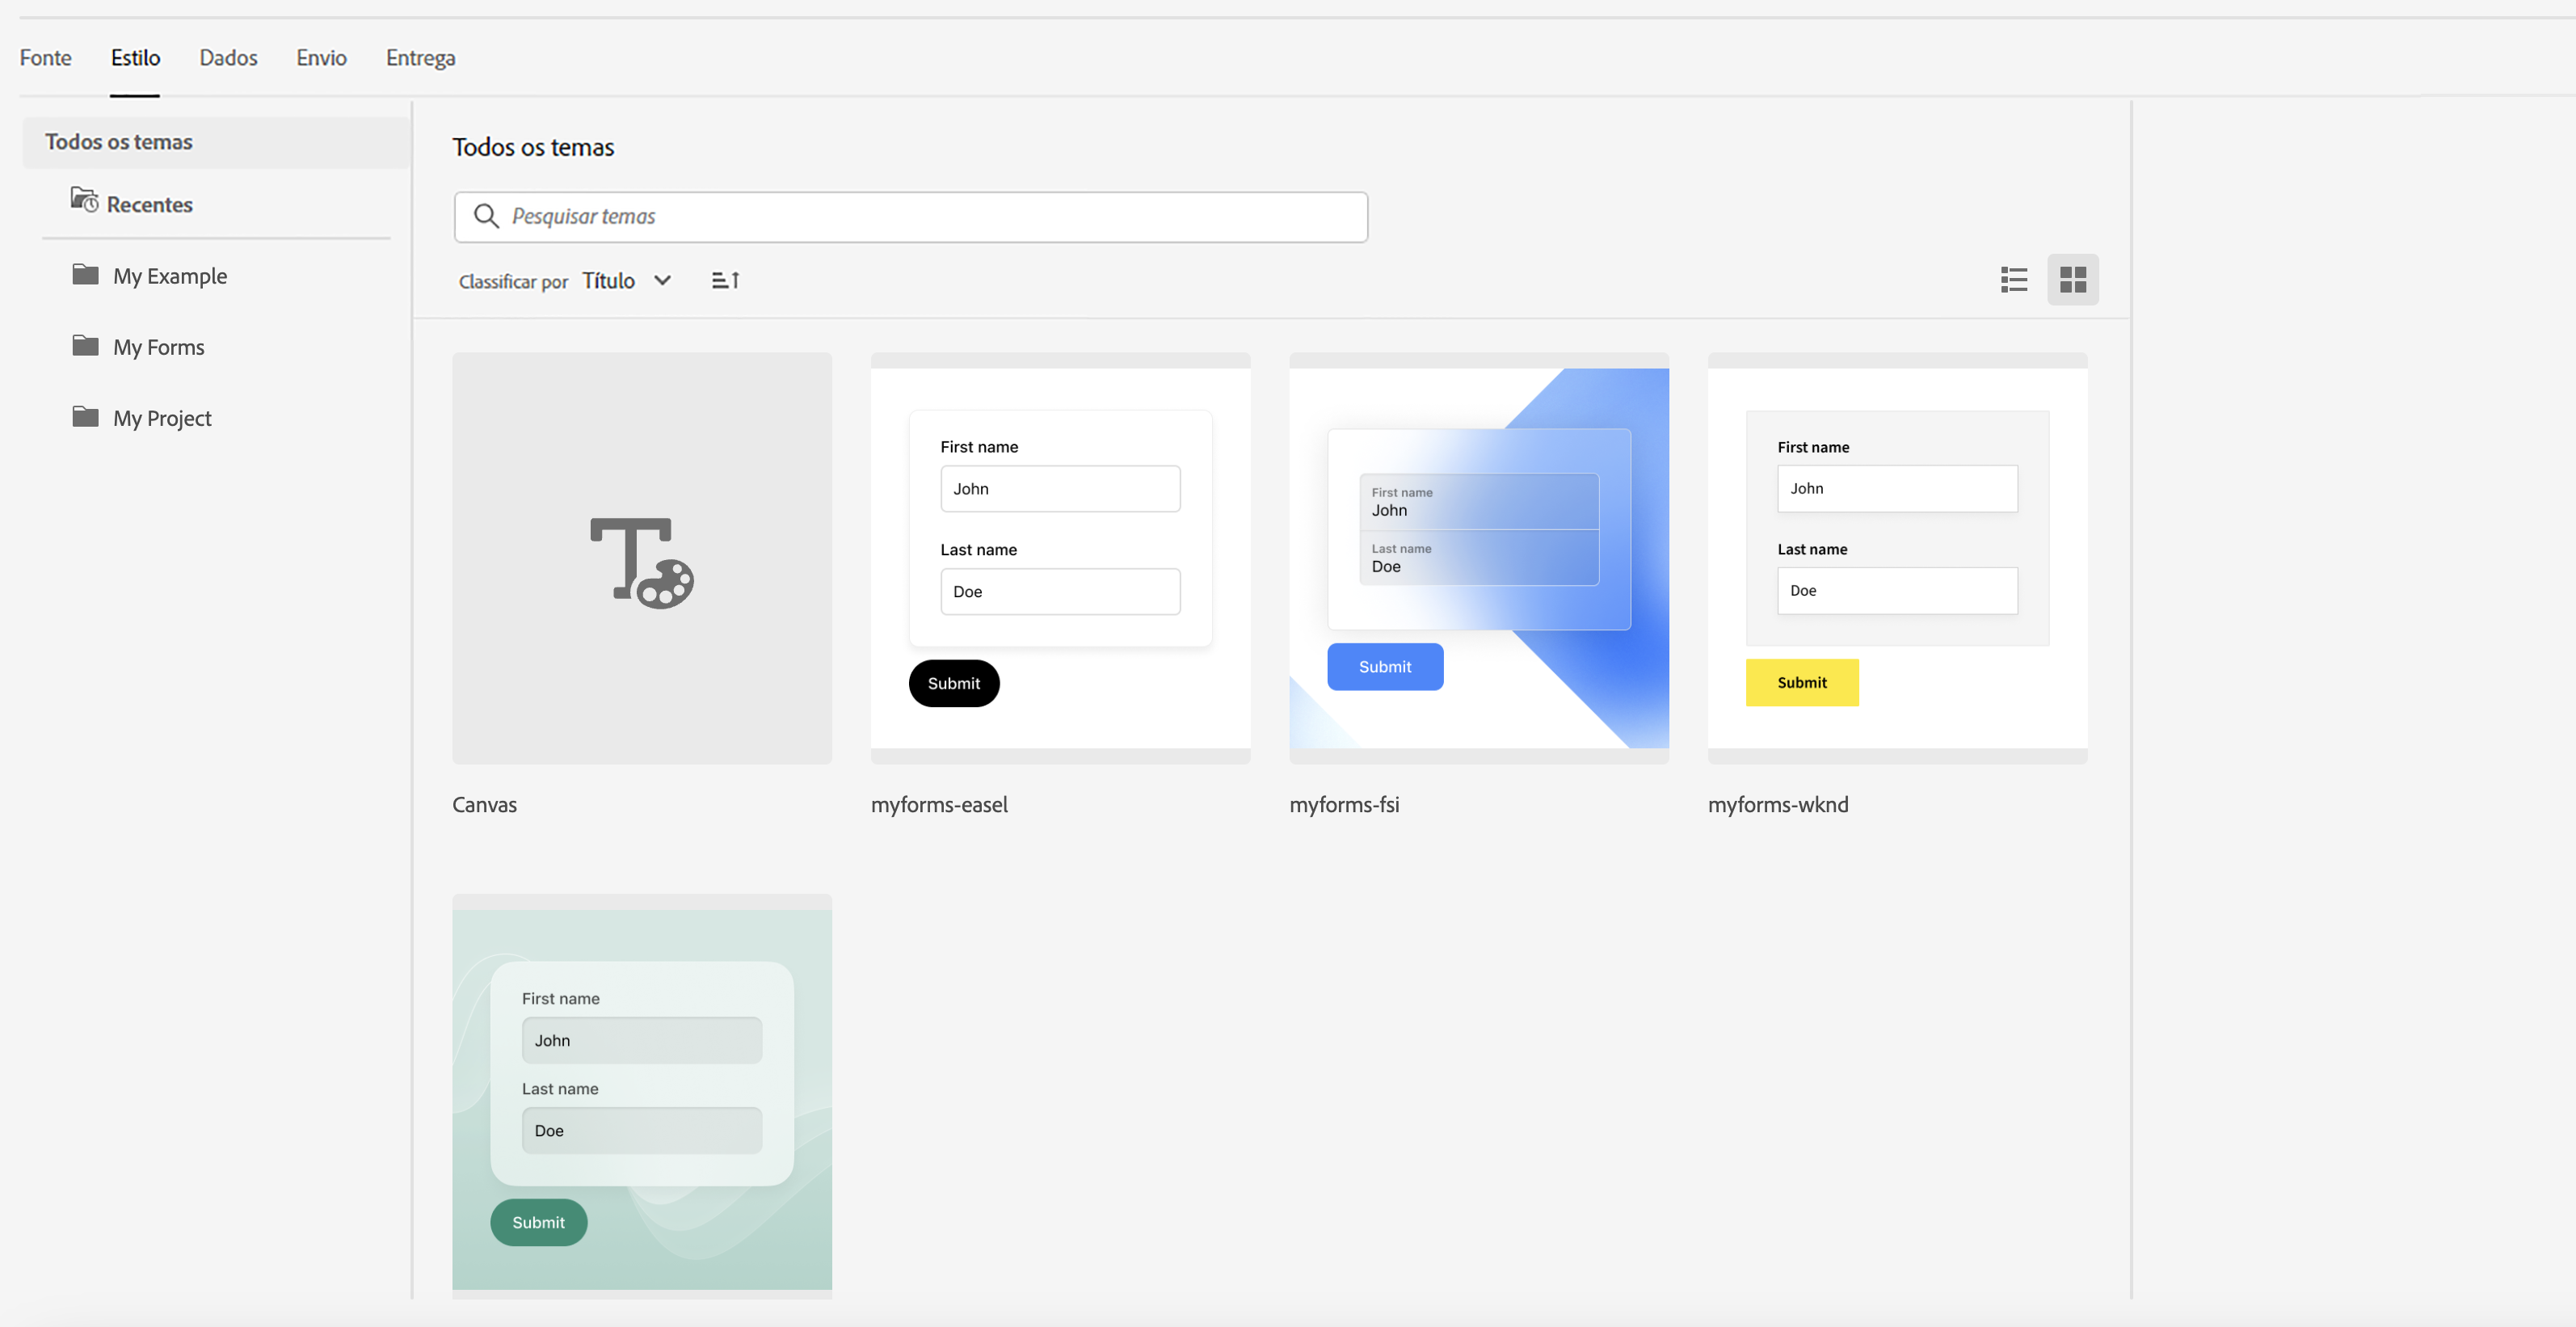 Fonte Estilo Dados Envio Entrega
Todos os temas
Recentes
My Example
My Forms
My Project
Todos os temas
Pesquisar temas
Classificar por Título
First name
John
Last name
Doe
Submit
First name
John
Last name
Doe
Submit
First name
John
Last name
Doe
Submit
Canvas
myforms-easel
myforms-fsi
myforms-wknd
First name
John
Last name
Doe
Submit